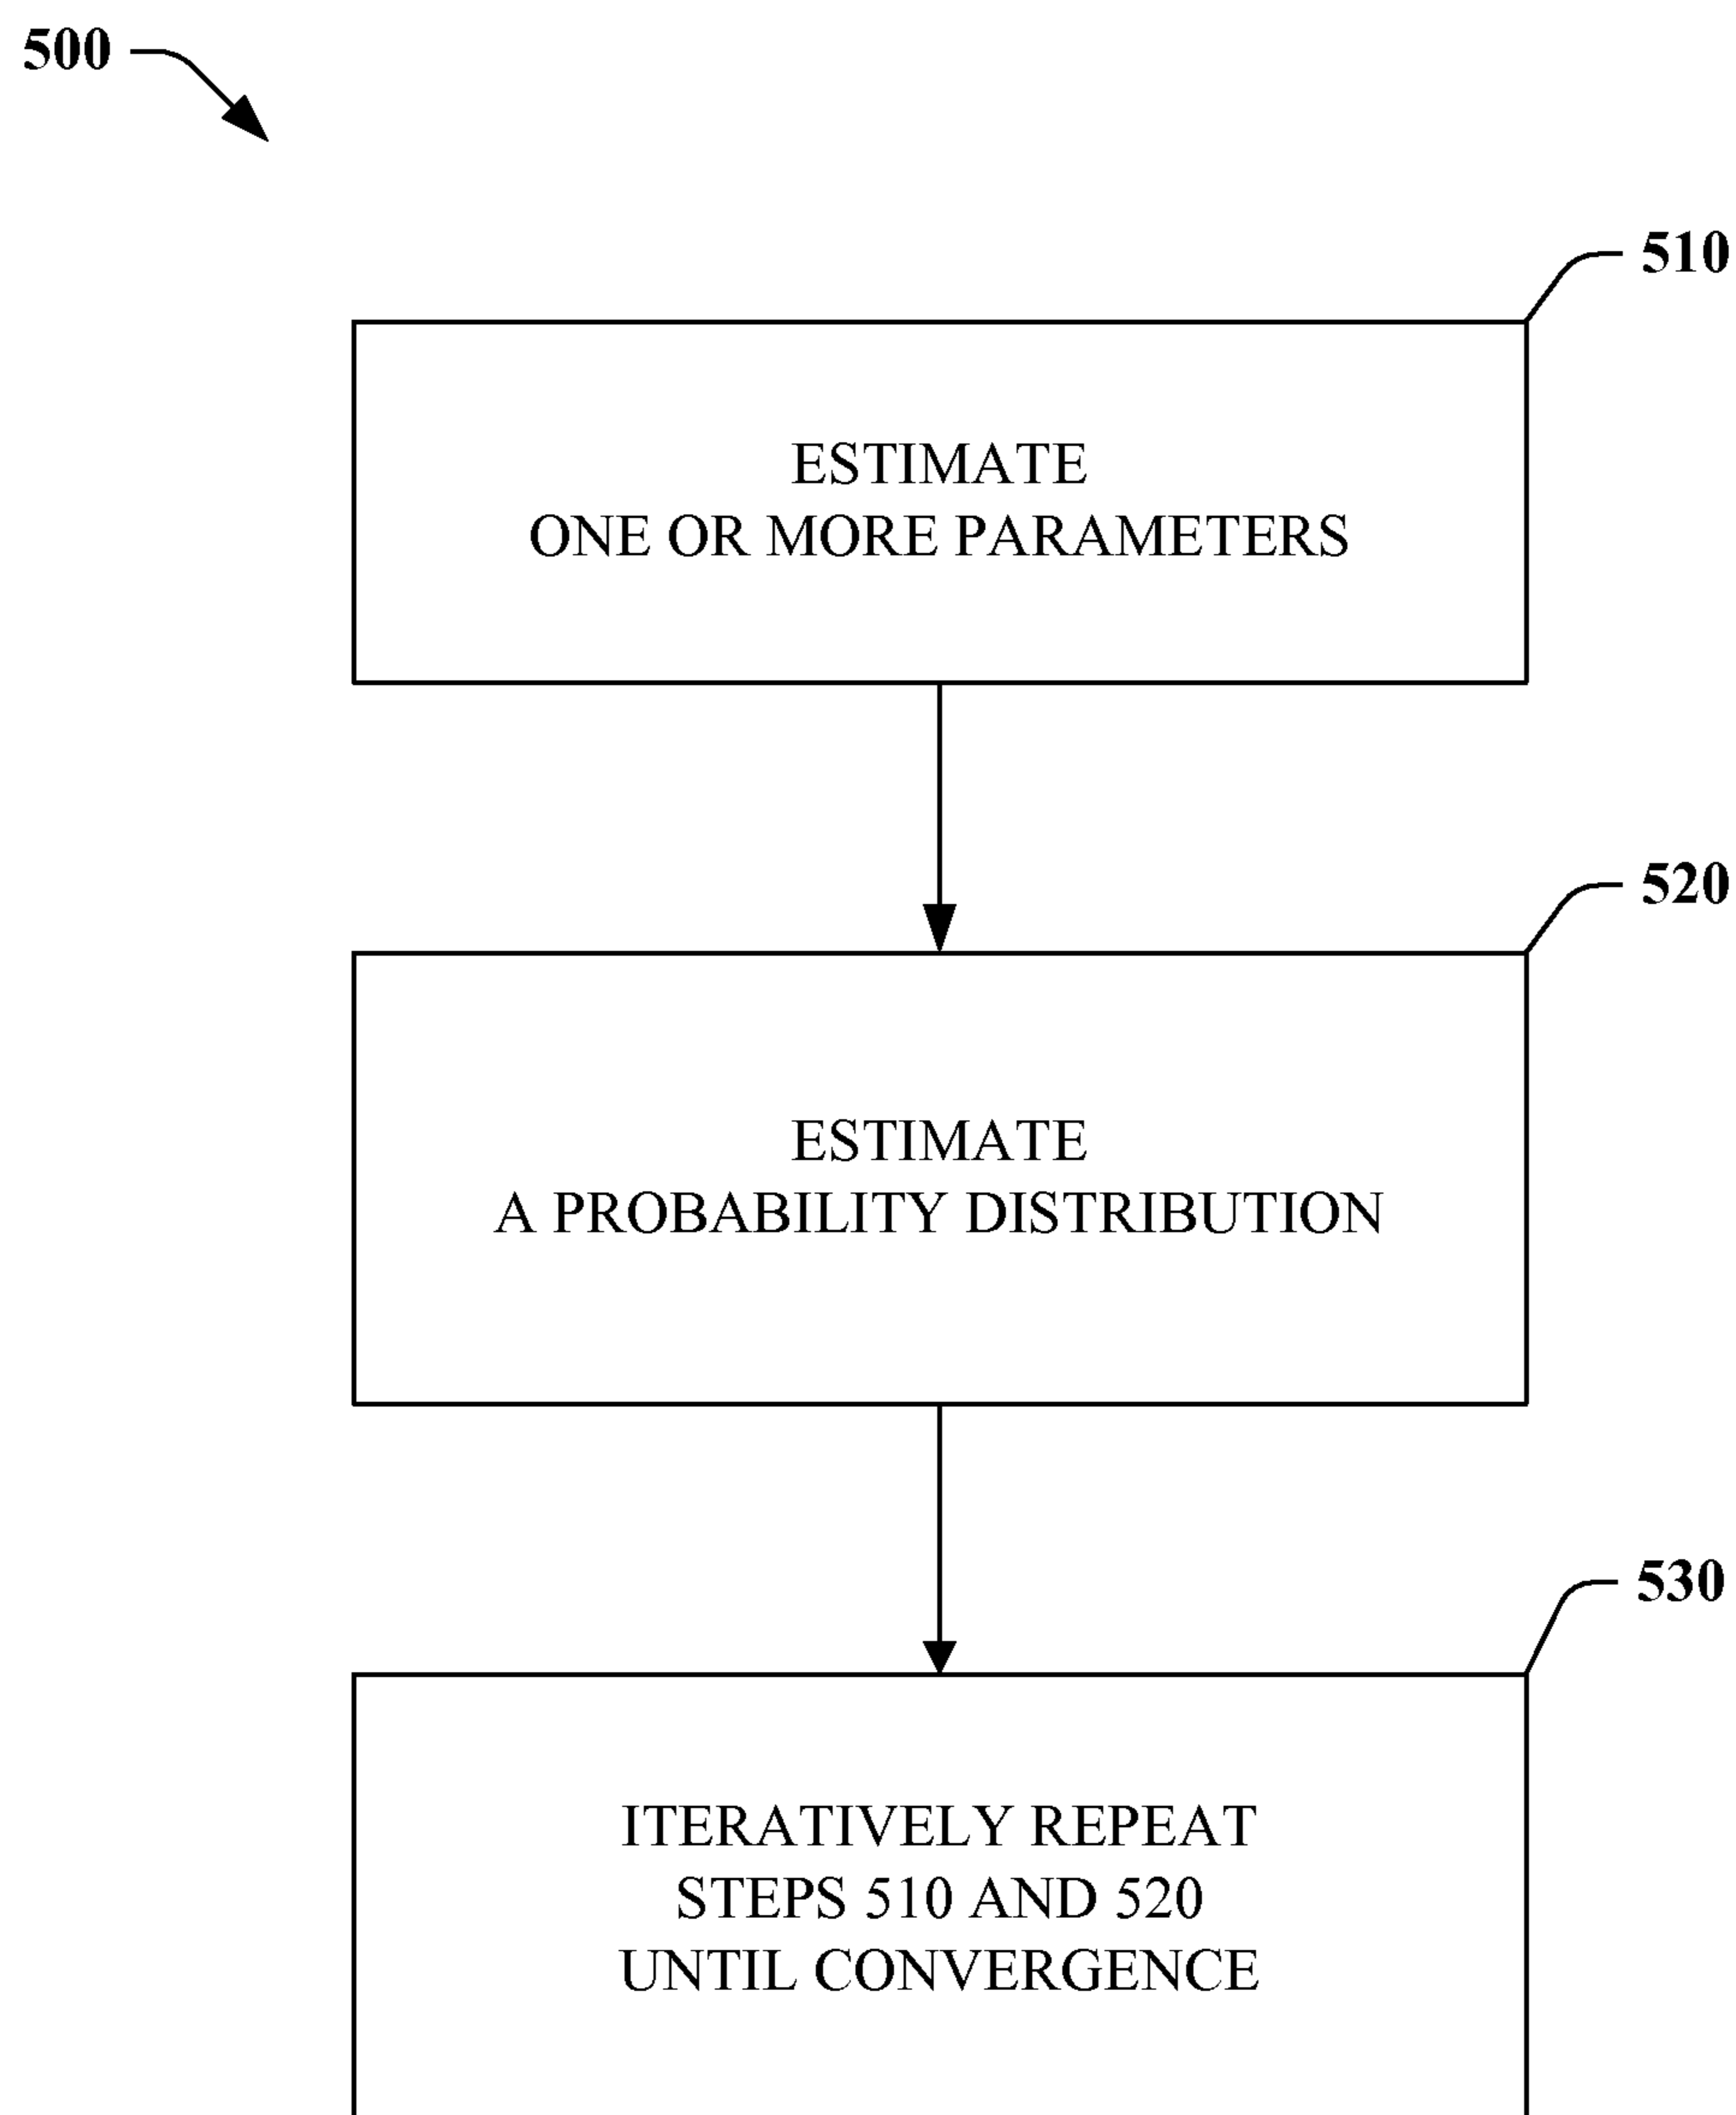 500
510
ESTIMATE
ONE OR MORE PARAMETERS
520
ESTIMATE
A PROBABILITY DISTRIBUTION
530
ITERATIVELY REPEAT
STEPS 510 AND 520
UNTIL CONVERGENCE